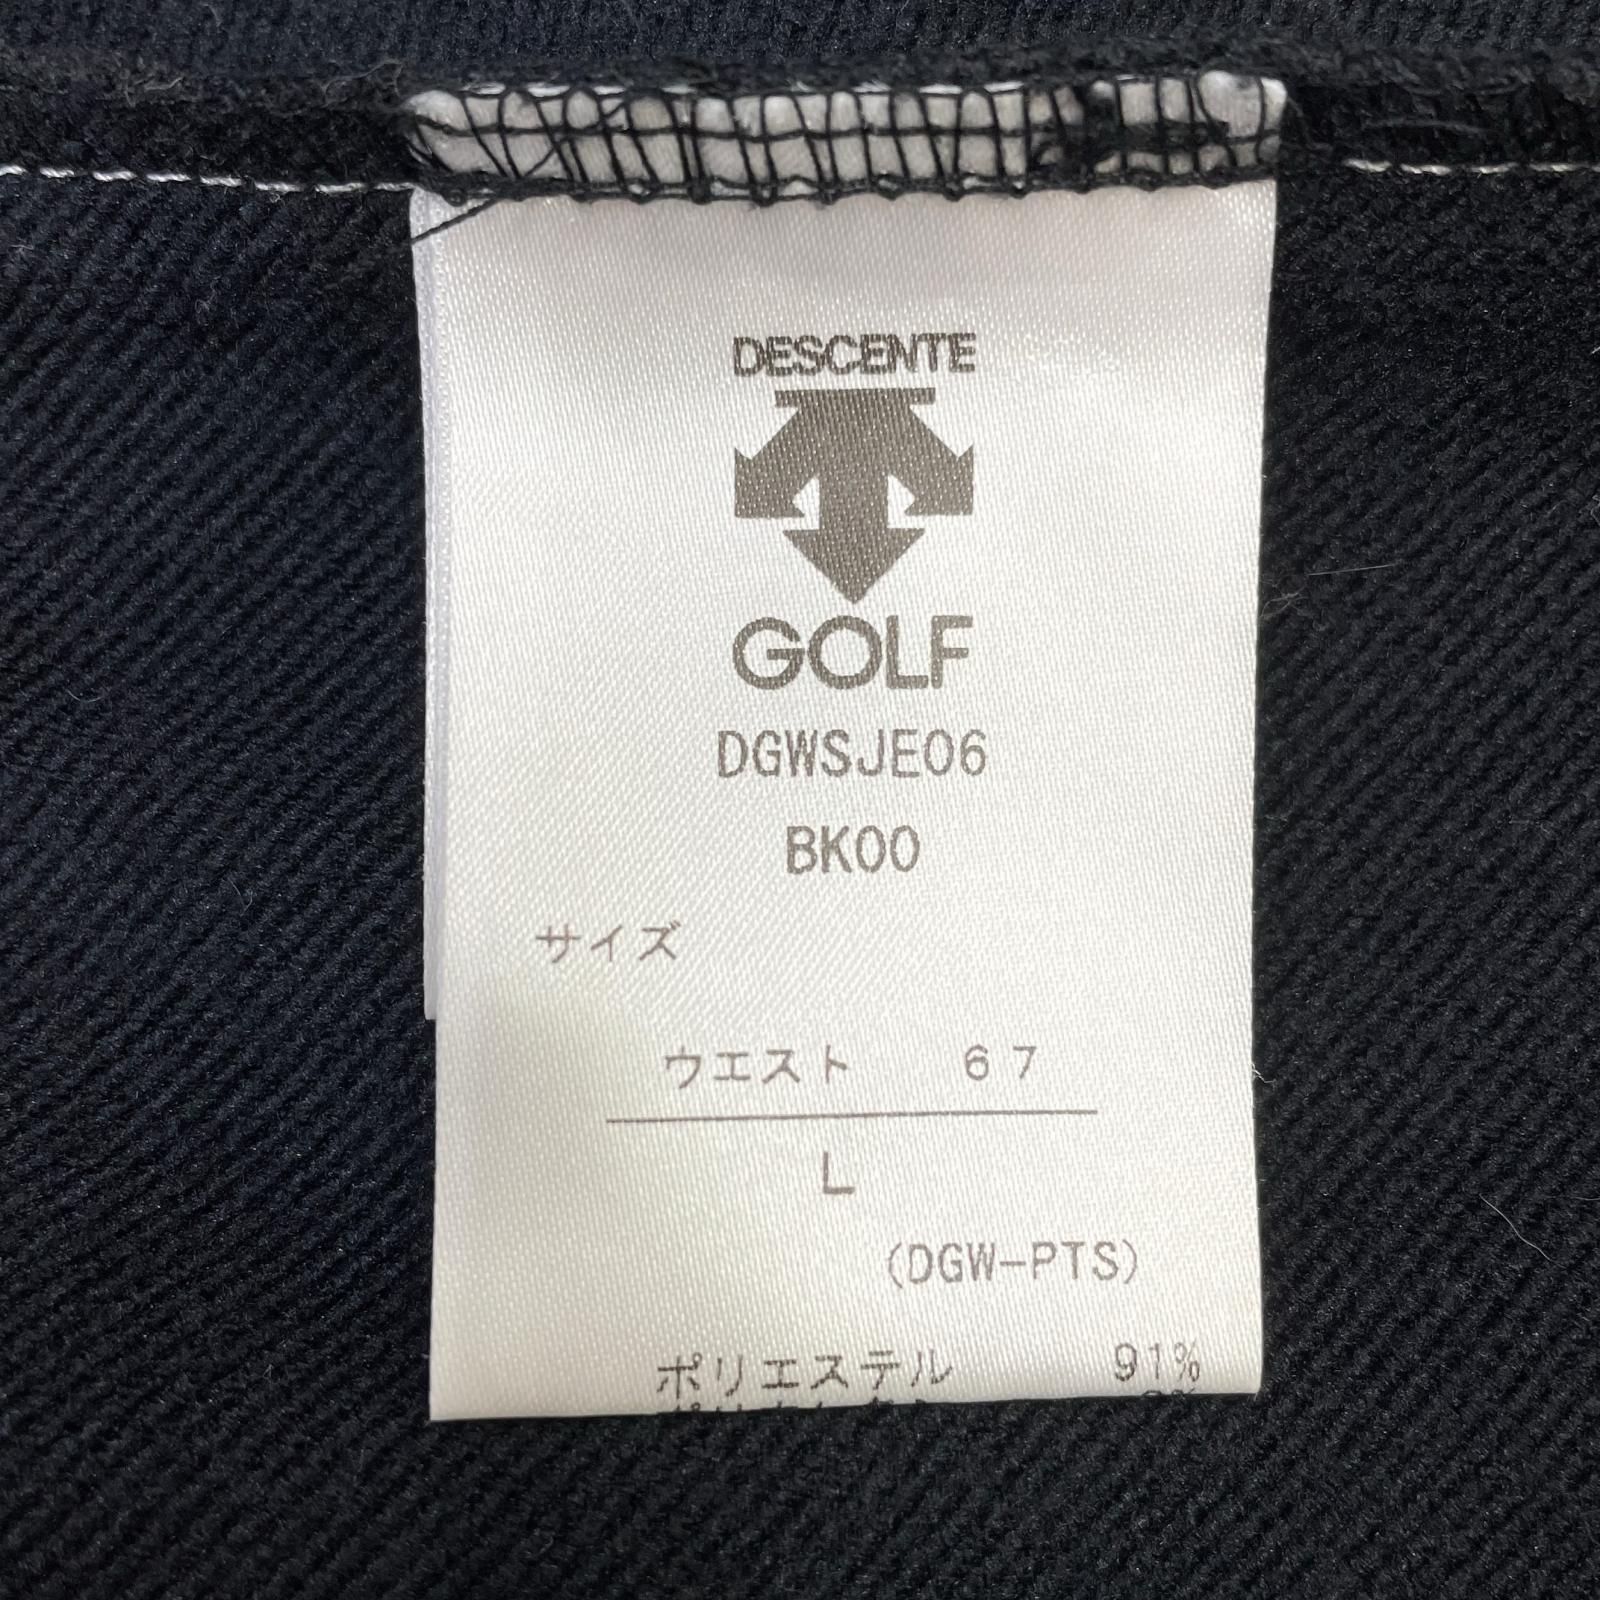 DESCENTE
GOLF
DGWSJE06
BK00
サイズ
ウエスト 67
L
(DGW-PTS)
ポリエステル 91%